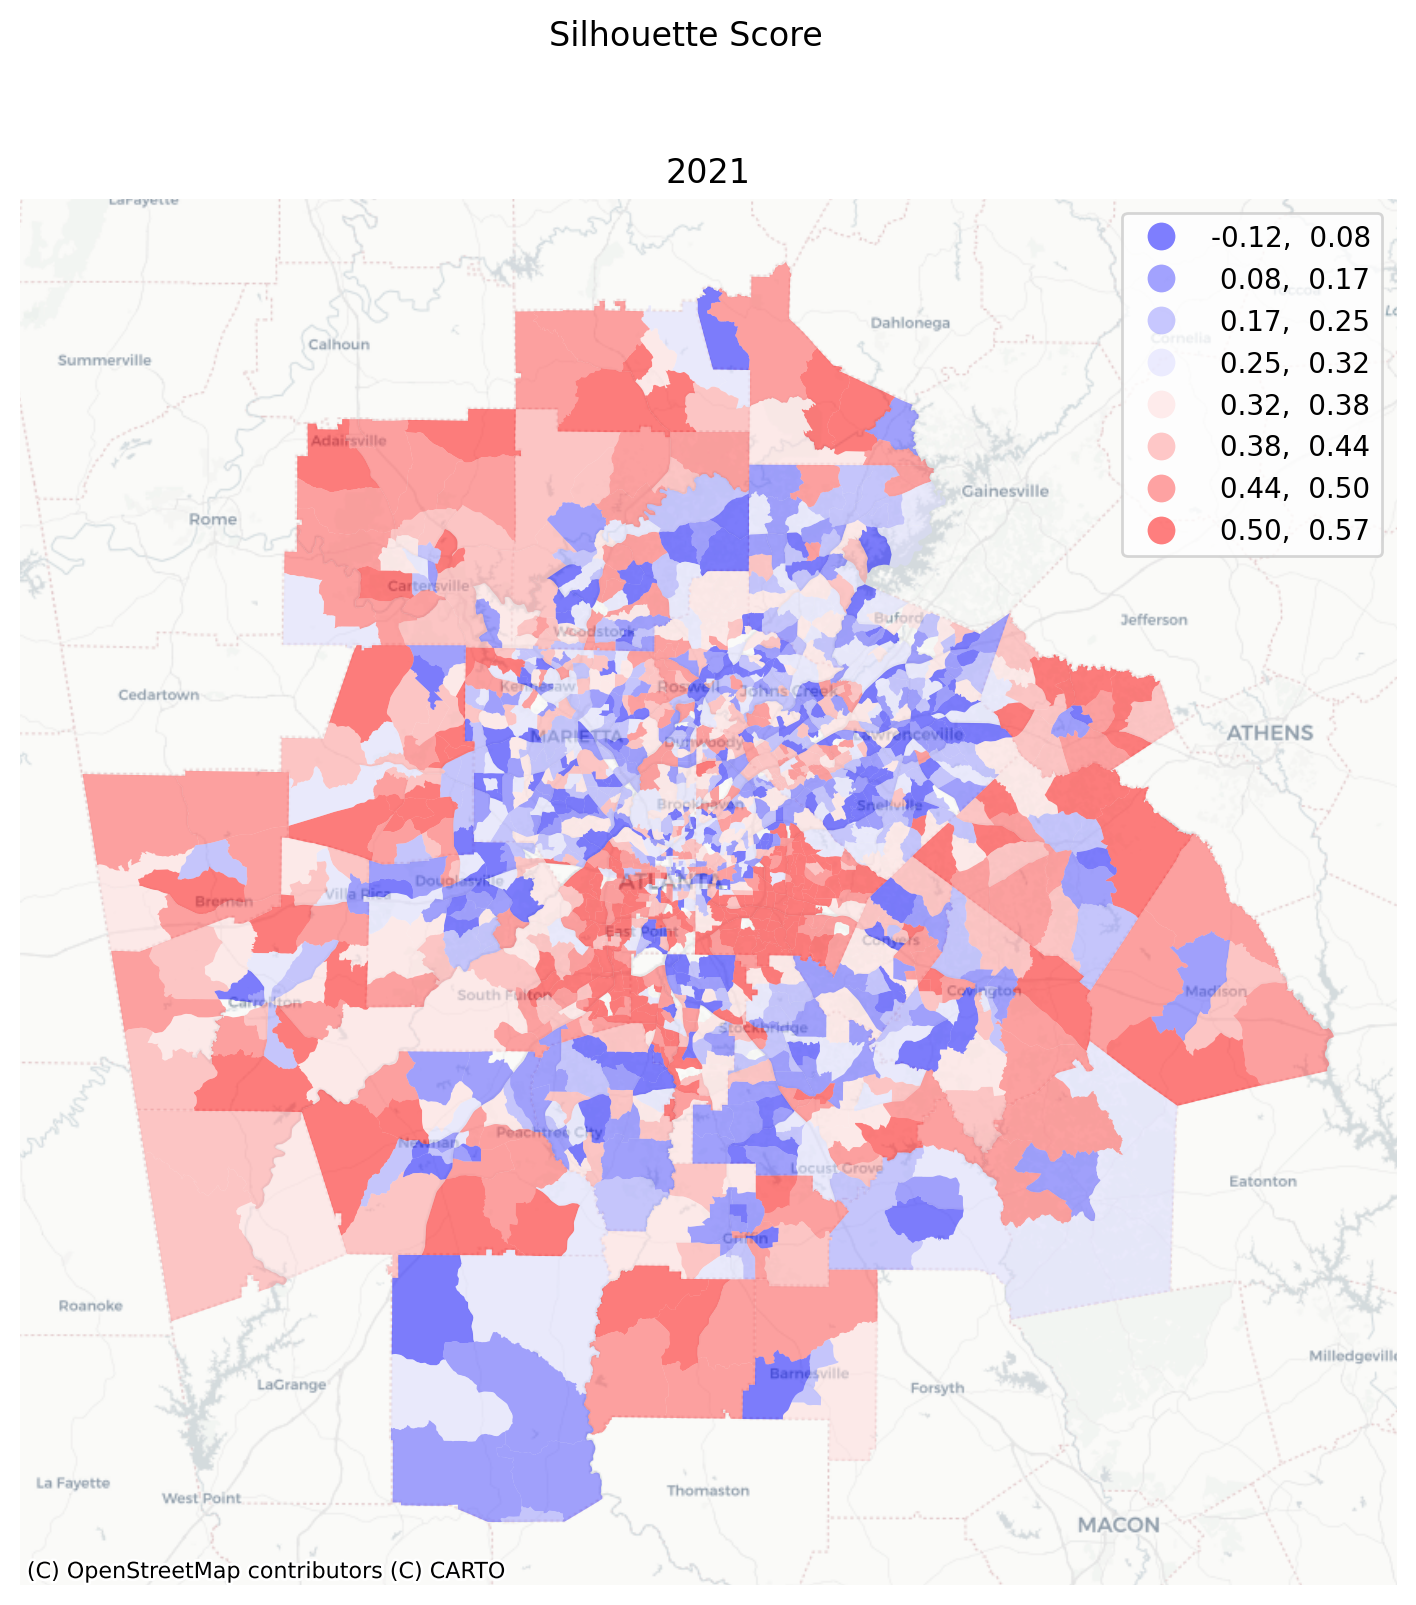 Silhouette Score
2021
LaFayette
-0.12, 0.08
0.08, 0.17
0.17, 0.25
0.25, 0.32
0.32, 0.38
0.38, 0.44
0.44, 0.50
0.50, 0.57
Dahlonega
Cornelia
Calhoun
Summerville
Adairsville
Gainesville
Rome
Cartersville
Buford
Jefferson
Woodstock
Kennesaw
Roswell
Johns Creek
Cedartown
MARIETTA
Dunwoody
Lawrenceville
ATHENS
Brookhaven
Snellville
ATLANTA
Douglasville
Villa Rica
Bremen
East Point
Conyers
South Fulton
Covington
Madison
Carrollton
Stockbridge
Peachtree City
Newnan
Locust Grove
Eatonton
Griffin
Roanoke
Milledgeville
Barnesville
LaGrange
Forsyth
La Fayette
West Point
Thomaston
MACON
(C) OpenStreetMap contributors (C) CARTO